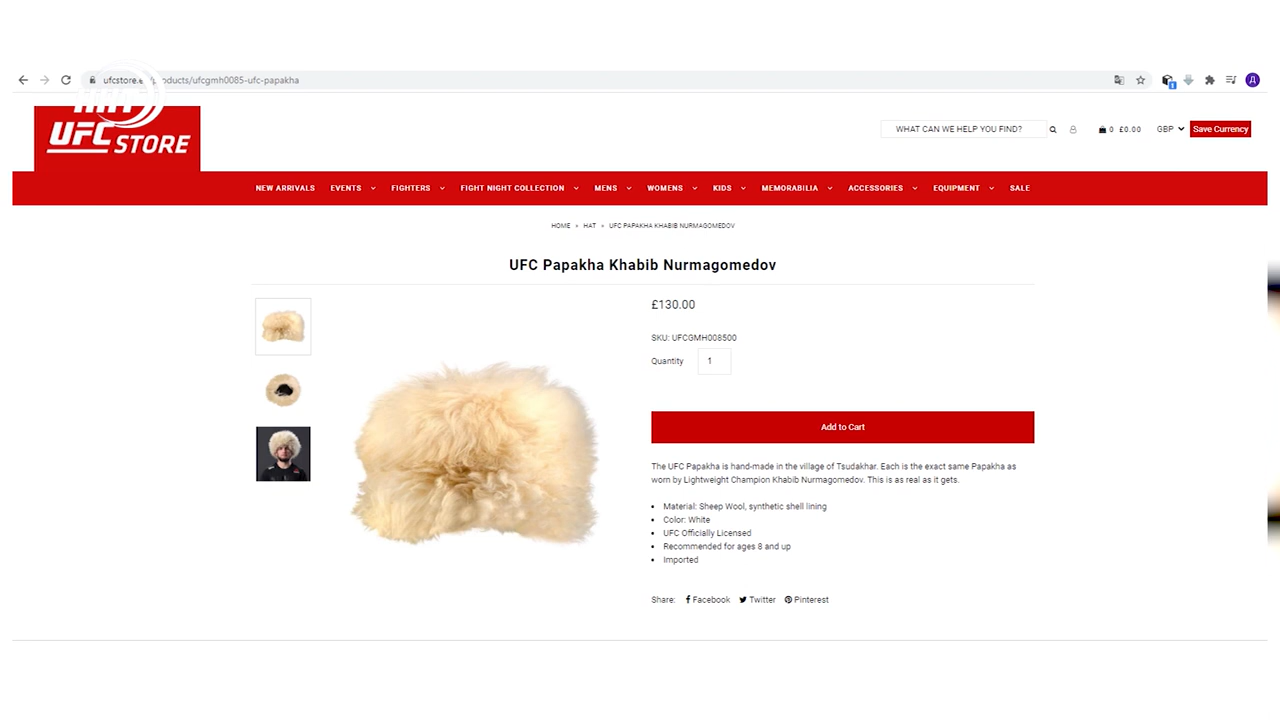 ufcstore.e /products/ufcgmh0085-ufc-papakha
Д
UFC STORE
WHAT CAN WE HELP YOU FIND?
0 £0.00
GBP
Save Currency
NEW ARRIVALS EVENTS FIGHTERS FIGHT NIGHT COLLECTION MENS WOMENS KIDS MEMORABILIA ACCESSORIES EQUIPMENT SALE
HOME » HAT » UFC PAPAKHA KHABIB NURMAGOMEDOV
UFC Papakha Khabib Nurmagomedov
£130.00
SKU: UFCGMH008500
Quantity 1
Add to Cart
The UFC Papakha is hand-made in the village of Tsudakhar. Each is the exact same Papakha as
worn by Lightweight Champion Khabib Nurmagomedov. This is as real as it gets.
• Material: Sheep Wool, synthetic shell lining
• Color: White
• UFC Officially Licensed
• Recommended for ages 8 and up
• Imported
Share: Facebook Twitter Pinterest